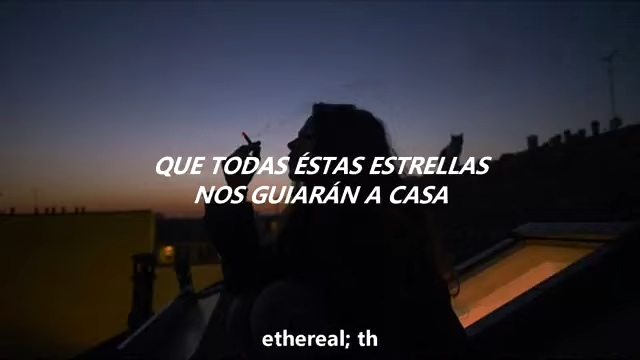 QUE TODAS ÉSTAS ESTRELLAS
NOS GUIARÁN A CASA
ethereal; th